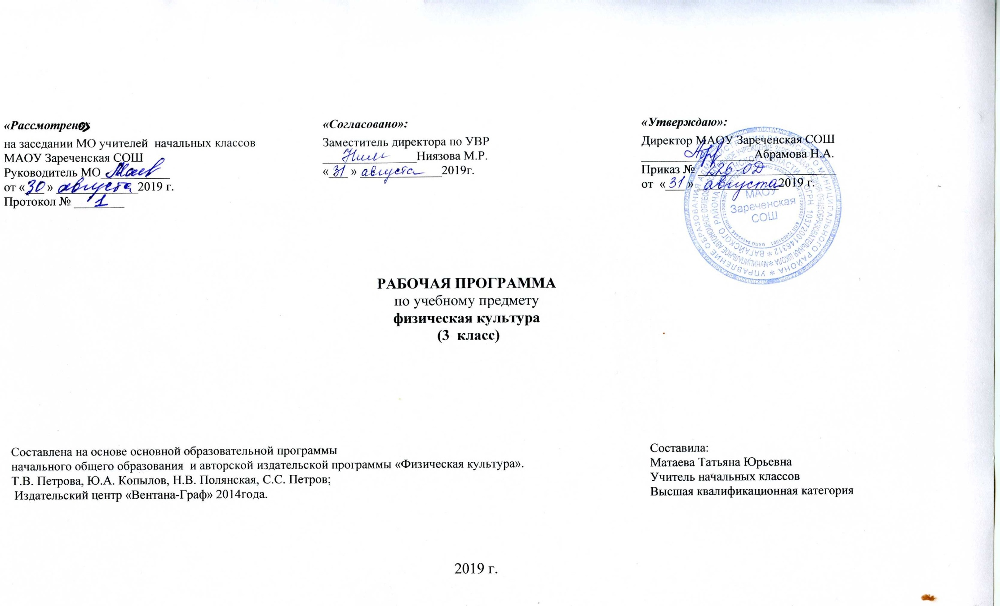 «Рассмотрено»
на заседании МО учителей начальных классов
МАОУ Зареченская СОШ
Руководитель МО
от «30» августа 2019 г.
Протокол № 1
«Согласовано»:
Заместитель директора по УВР
Ниязова М.Р.
«31» августа 2019г.
«Утверждаю»:
Директор МАОУ Зареченская СОШ
Абрамова Н.А.
Приказ № 226-ОД
от «31» августа 2019 г.
МАОУ
Зареченская
СОШ
ОГРН 1037200146312
РАБОЧАЯ ПРОГРАММА
по учебному предмету
физическая культура
(3 класс)
Составлена на основе основной образовательной программы
начального общего образования и авторской издательской программы «Физическая культура».
Т.В. Петрова, Ю.А. Копылов, Н.В. Полянская, С.С. Петров;
Издательский центр «Вентана-Граф» 2014года.
Составила:
Матаева Татьяна Юрьевна
Учитель начальных классов
Высшая квалификационная категория
2019 г.